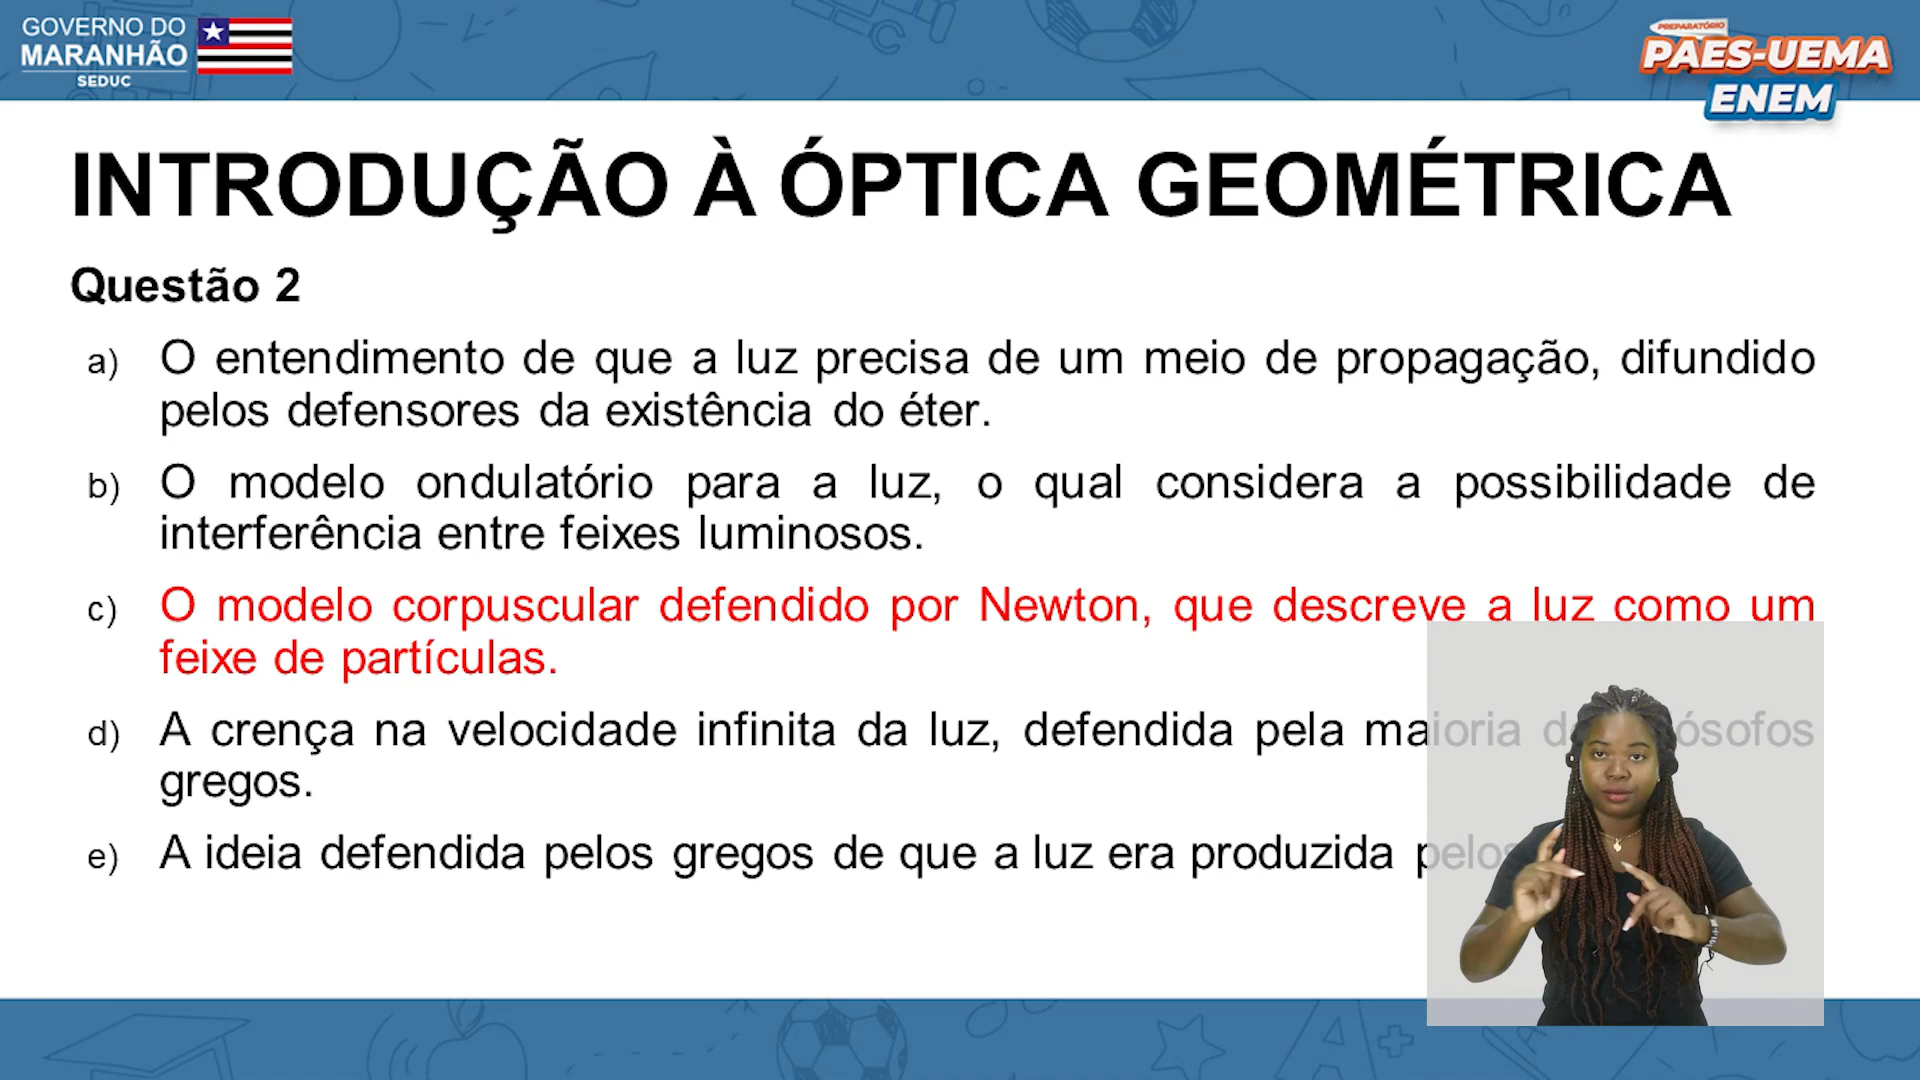 GOVERNO DO
MARANHÃO
SEDUC
PREPARATÓRIO
PAES-UEMA
ENEM
INTRODUÇÃO À ÓPTICA GEOMÉTRICA
Questão 2
a) O entendimento de que a luz precisa de um meio de propagação, difundido
pelos defensores da existência do éter.
b) O modelo ondulatório para a luz, o qual considera a possibilidade de
interferência entre feixes luminosos.
c) O modelo corpuscular defendido por Newton, que descreve a luz como um
feixe de partículas.
d) A crença na velocidade infinita da luz, defendida pela maioria
gregos.
e) A ideia defendida pelos gregos de que a luz era produzida pelos